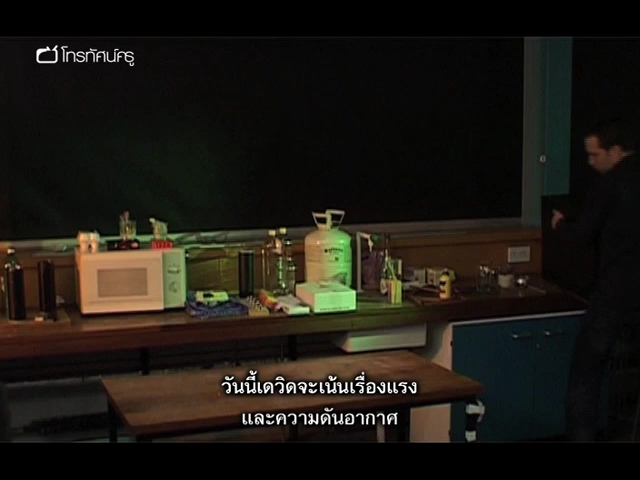 โทรทัศน์ครู
วันนี้เดวิดจะเน้นเรื่องแรง
และความดันอากาศ